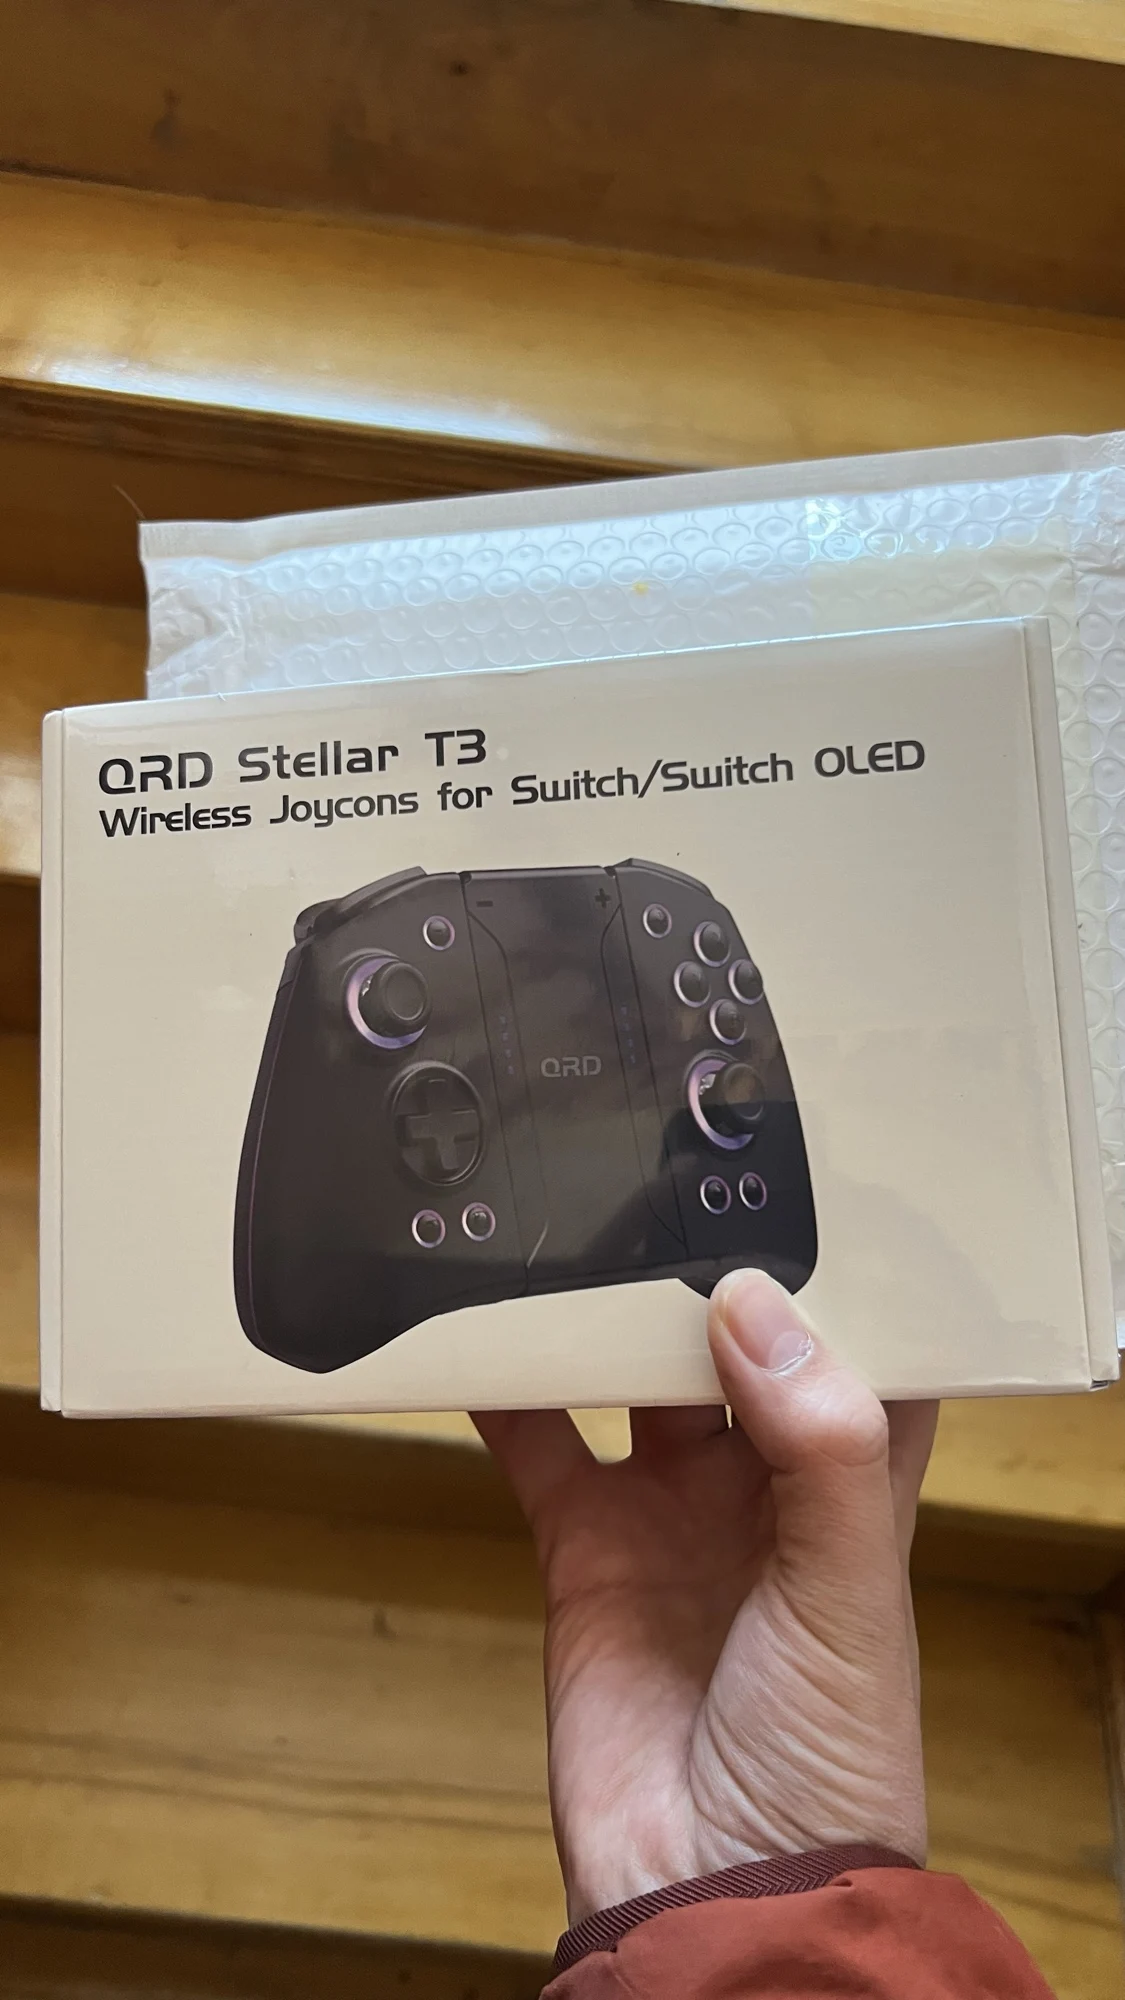 QRD Stellar T3
Wireless Joycons for Switch/Switch OLED
- +
QRD